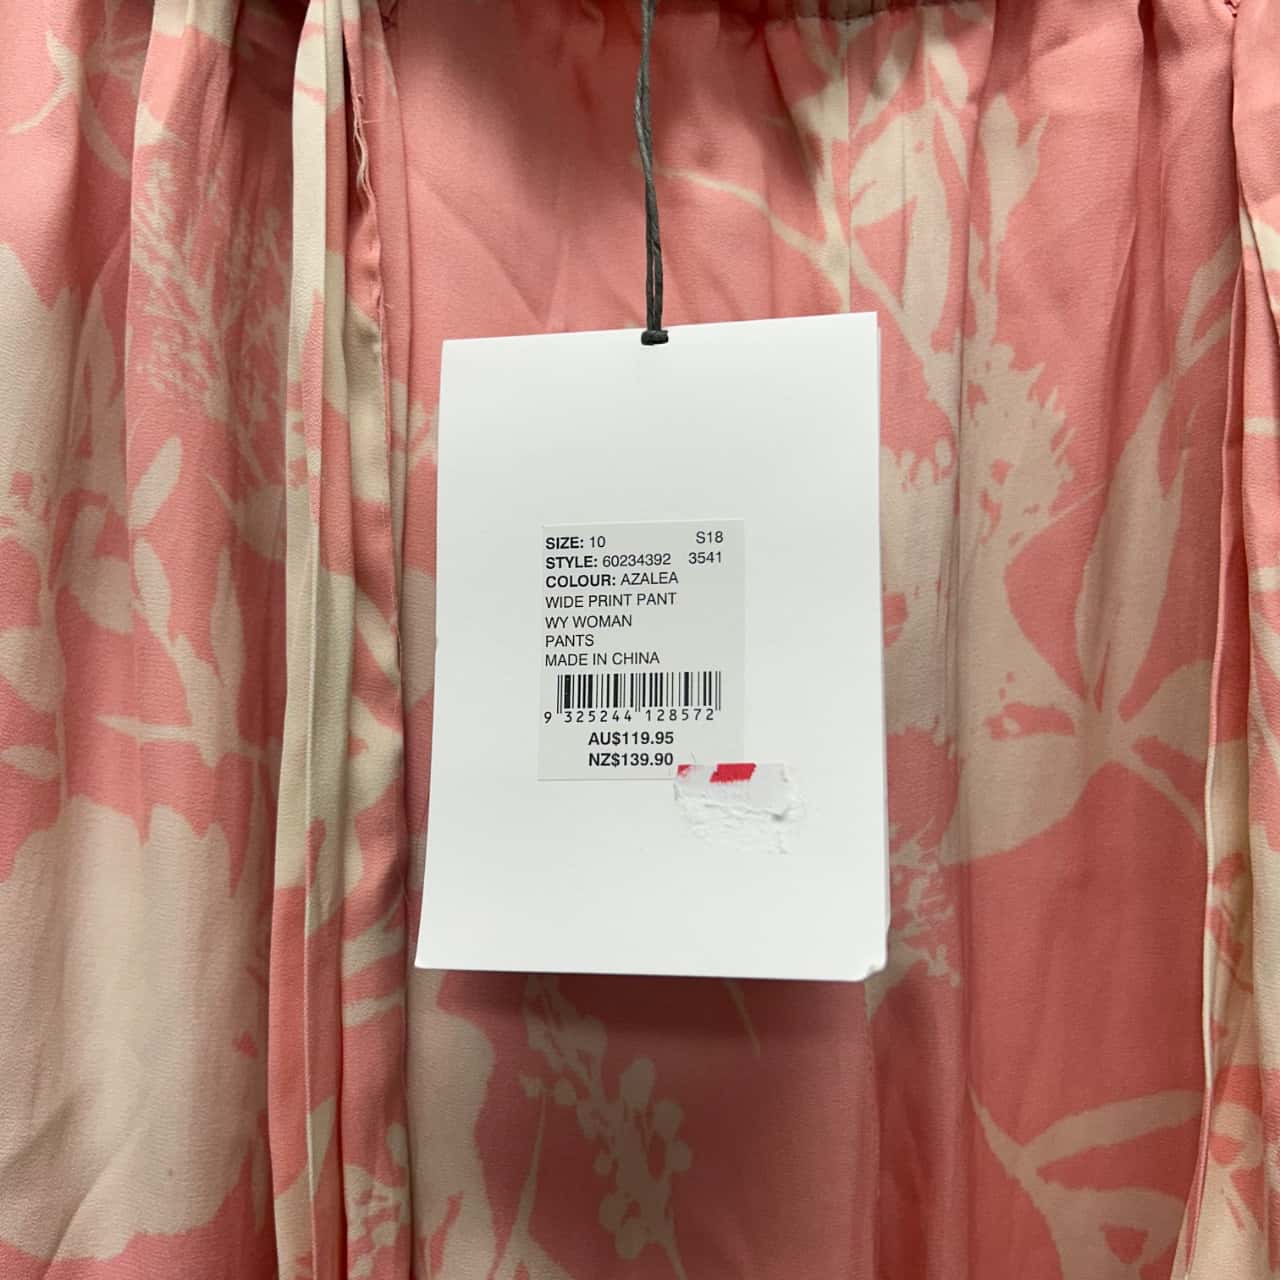 SIZE: 10 S18
STYLE: 60234392 3541
COLOUR: AZALEA
WIDE PRINT PANT
WY WOMAN
PANTS
MADE IN CHINA
9 325244 128572
AU$119.95
NZ$139.90